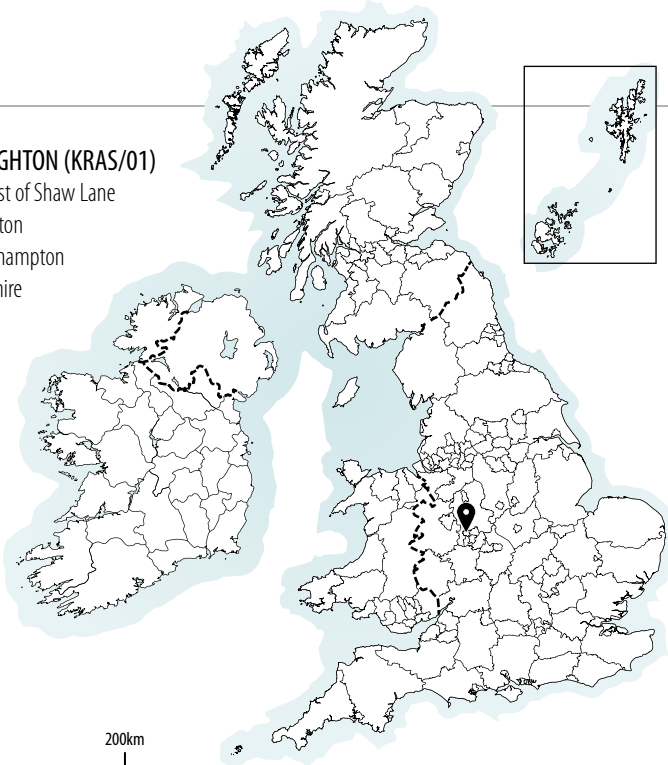 GHTON (KRAS/01)
st of Shaw Lane
ton
hampton
hire
200km